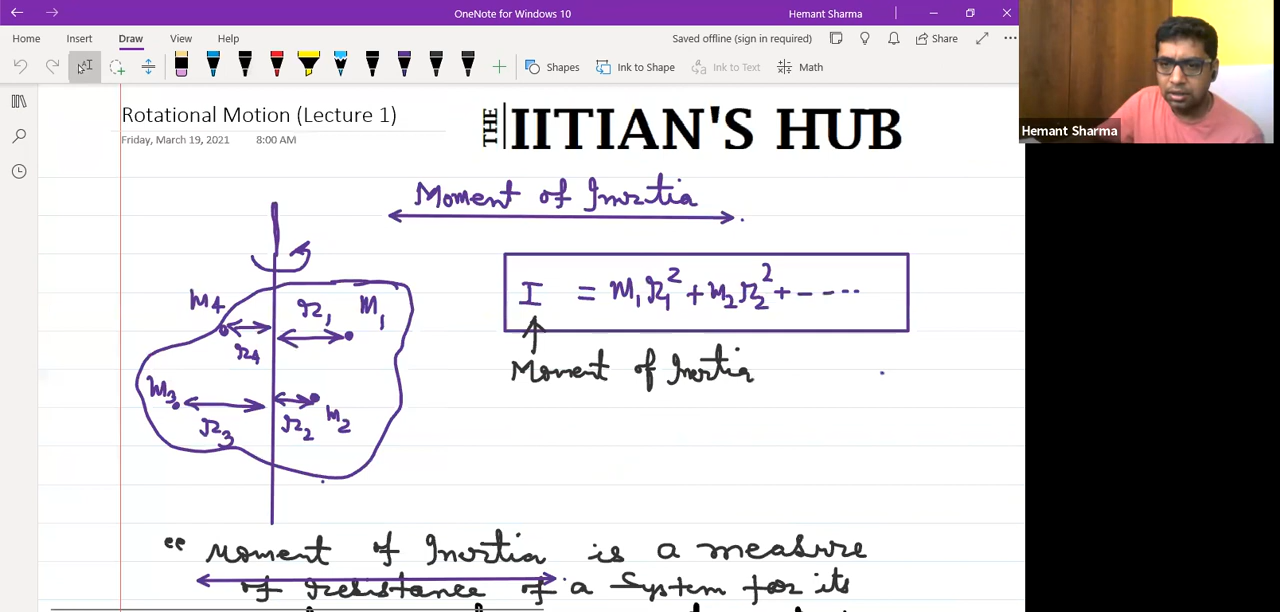 OneNote for Windows 10
Hemant Sharma
Home Insert Draw View Help
Saved offline (sign in required)
Share
Shapes
Ink to Shape
Ink to Text
Math
Rotational Motion (Lecture 1)
Friday, March 19, 2021 8:00 AM
THE IITIAN'S HUB
Hemant Sharma
Moment of Inertia
I = M₁r₁² + m₂r₂² + - - - - - -
Moment of Inertia
M4 r₁ M₁
r4
M3
r₃ r₂ M₂
“ Moment of Inertia is a measure
of resistance of a System for its